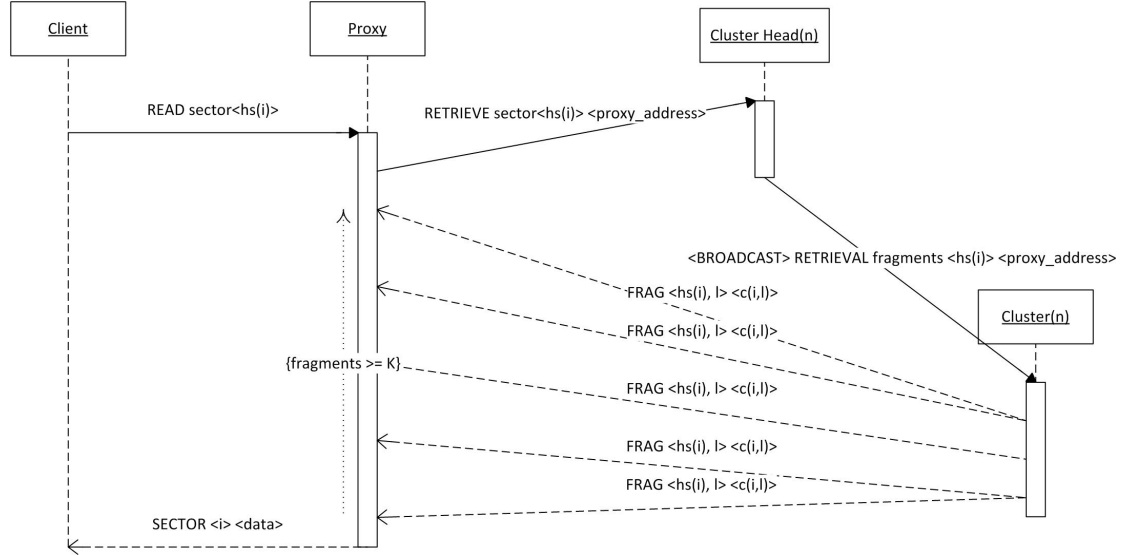 Client
Proxy
Cluster Head(n)
READ sector<hs(i)>
RETRIEVE sector<hs(i)> <proxy_address>
<BROADCAST> RETRIEVAL fragments <hs(i)> <proxy_address>
FRAG <hs(i), l> <c(i,l)>
Cluster(n)
FRAG <hs(i), l> <c(i,l)>
{fragments >= K}
FRAG <hs(i), l> <c(i,l)>
FRAG <hs(i), l> <c(i,l)>
FRAG <hs(i), l> <c(i,l)>
SECTOR <i> <data>